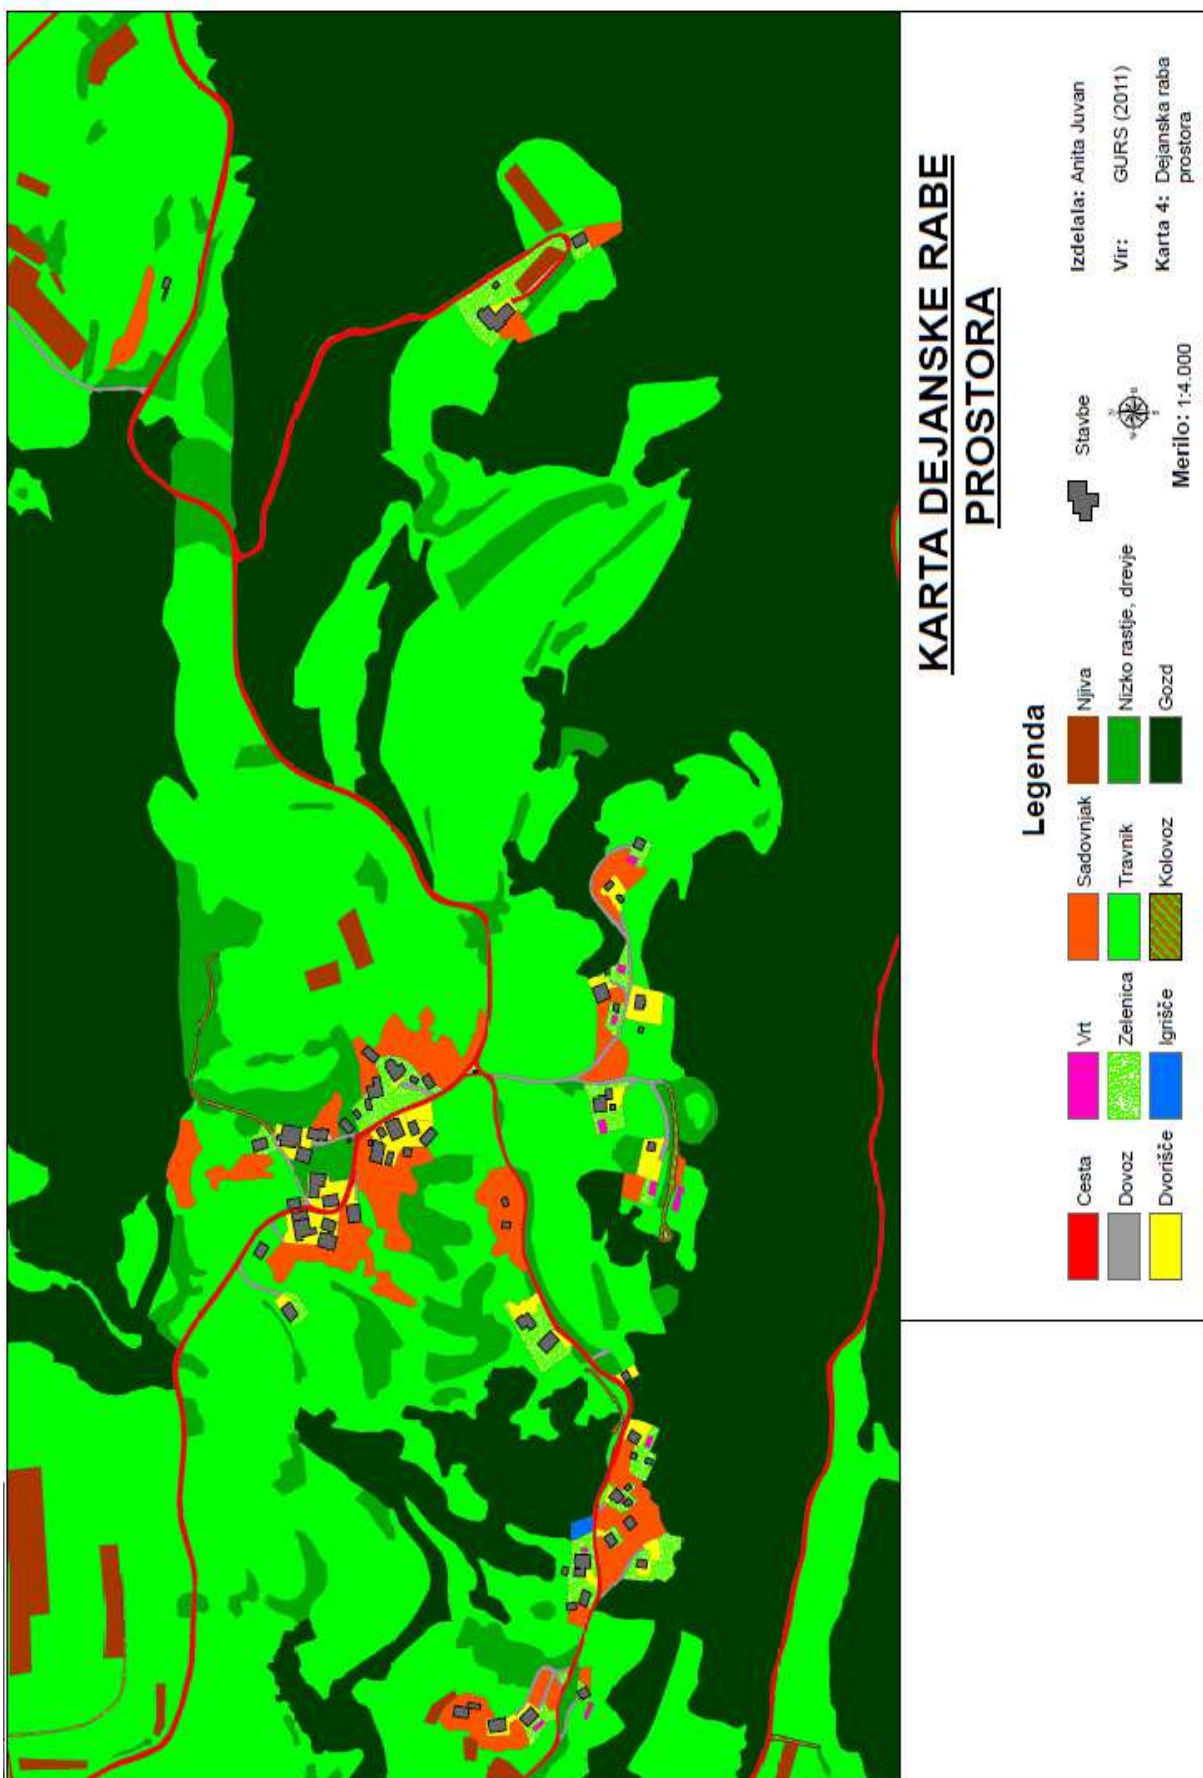 KARTA DEJANSKE RABE
PROSTORA
Legenda
Cesta
Dovoz
Dvorišče
Vrt
Zelenica
Igrišče
Sadovnjak
Travnik
Kolovoz
Njiva
Nizko rastje, drevje
Gozd
Stavbe
Merilo: 1:4.000
Izdelala: Anita Juvan
Vir: GURS (2011)
Karta 4: Dejanska raba
prostora